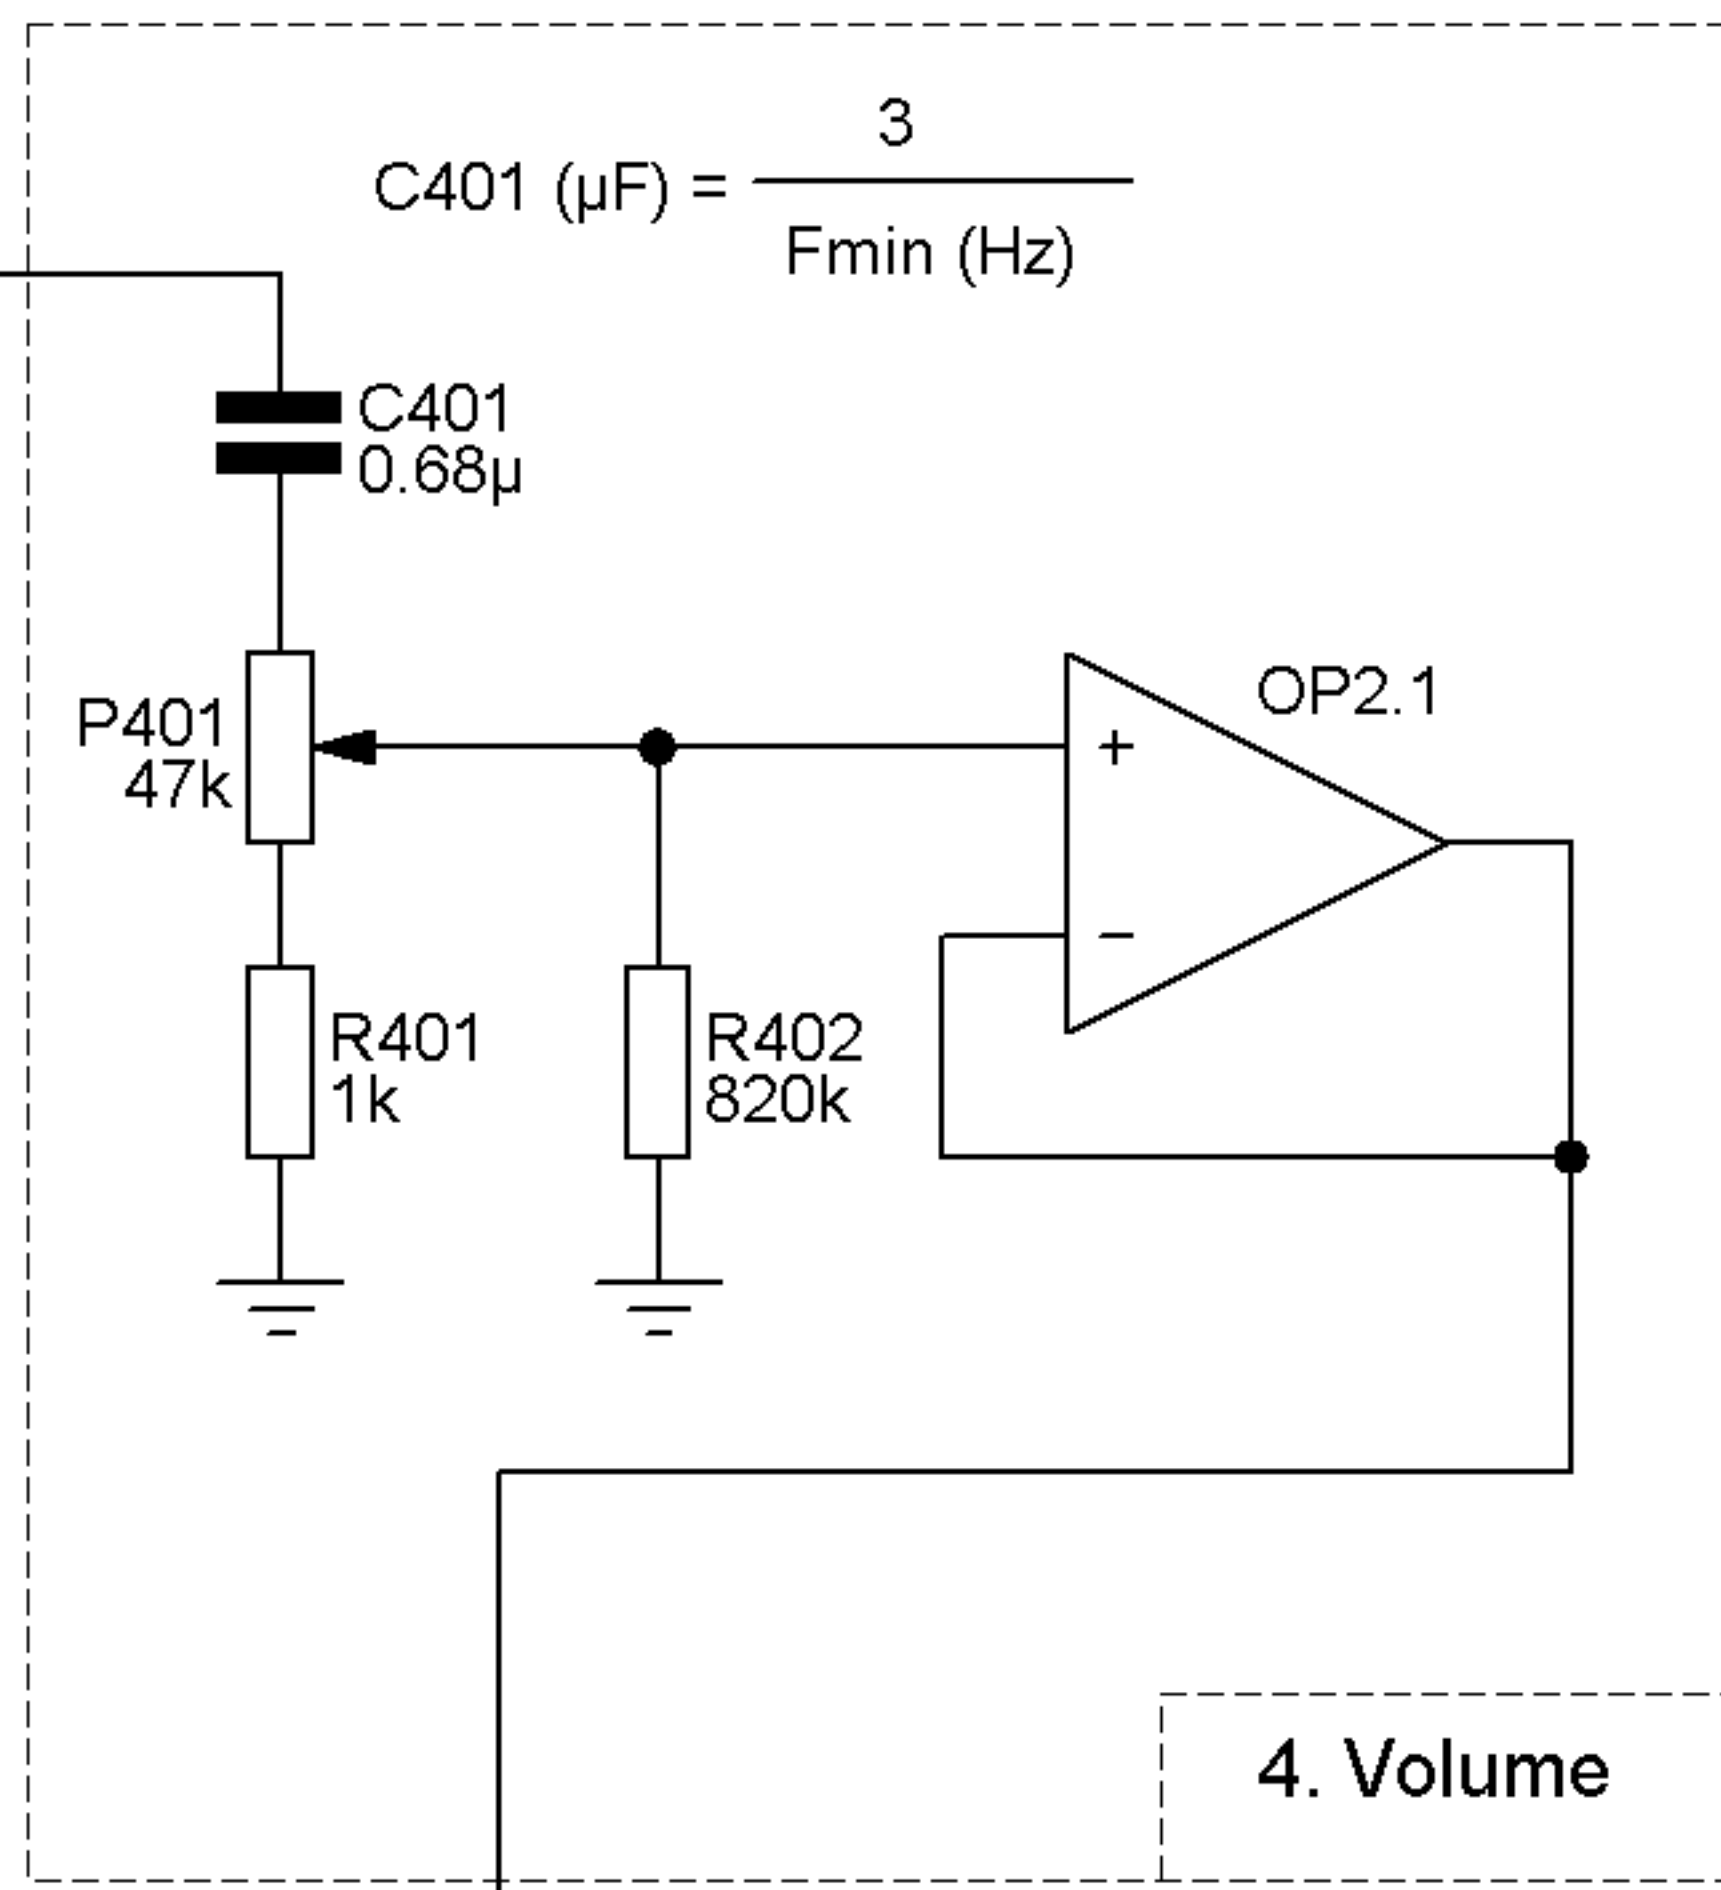 3
C401 (µF) =
Fmin (Hz)
C401
0.68µ
P401
47k
OP2.1
+
−
R401
1k
R402
820k
4. Volume